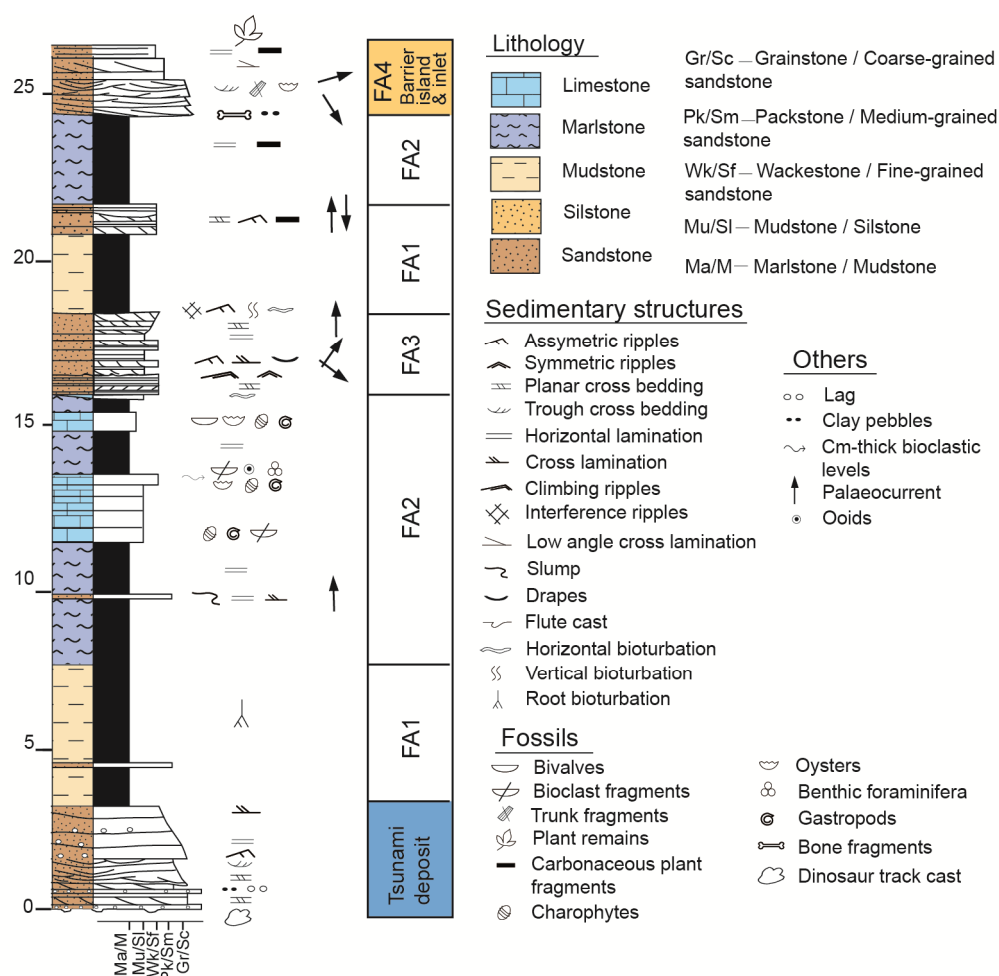 25
20
15
10
5
0
Ma/M
Mu/Sl
Wk/Sf
Pk/Sm
Gr/Sc
FA4
Barrier
island
& inlet
FA2
FA1
FA3
FA2
FA1
Tsunami
deposit
Lithology
Limestone
Marlstone
Mudstone
Silstone
Sandstone
Gr/Sc — Grainstone / Coarse-grained
sandstone
Pk/Sm — Packstone / Medium-grained
sandstone
Wk/Sf — Wackestone / Fine-grained
sandstone
Mu/Sl — Mudstone / Silstone
Ma/M — Marlstone / Mudstone
Sedimentary structures
Assymetric ripples
Symmetric ripples
Planar cross bedding
Trough cross bedding
Horizontal lamination
Cross lamination
Climbing ripples
Interference ripples
Low angle cross lamination
Slump
Drapes
Flute cast
Horizontal bioturbation
Vertical bioturbation
Root bioturbation
Others
Lag
Clay pebbles
Cm-thick bioclastic
levels
Palaeocurrent
Ooids
Fossils
Bivalves
Bioclast fragments
Trunk fragments
Plant remains
Carbonaceous plant
fragments
Charophytes
Oysters
Benthic foraminifera
Gastropods
Bone fragments
Dinosaur track cast